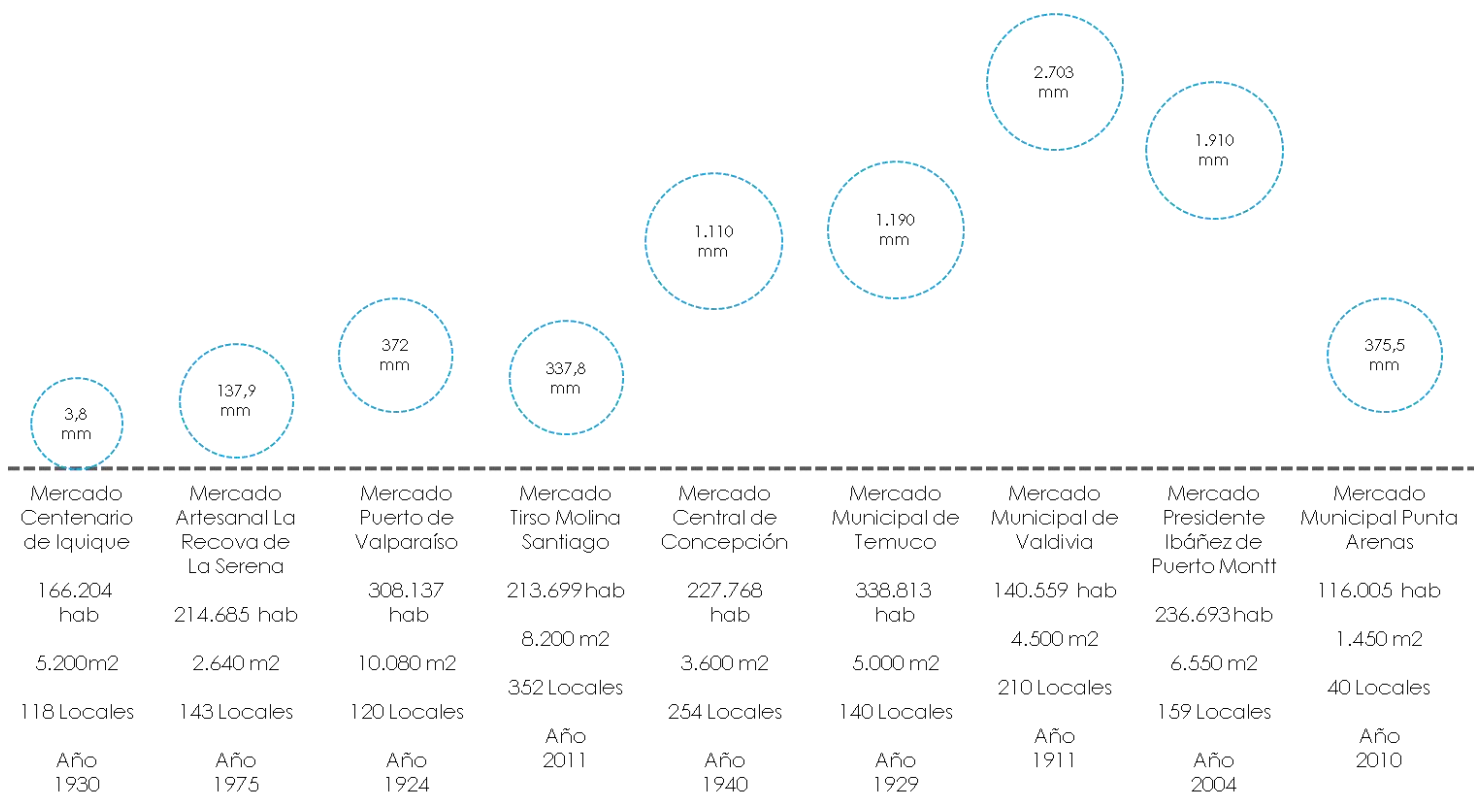 2.703
mm
1.910
mm
1.110
mm
1.190
mm
372
mm
337,8
mm
375,5
mm
137,9
mm
3,8
mm
Mercado
Centenario
de Iquique
166.204
hab
5.200m2
118 Locales
Año
1930
Mercado
Artesanal La
Recova de
La Serena
214.685 hab
2.640 m2
143 Locales
Año
1975
Mercado
Puerto de
Valparaíso
308.137
hab
10.080 m2
120 Locales
Año
1924
Mercado
Tirso Molina
Santiago
213.699 hab
8.200 m2
352 Locales
Año
2011
Mercado
Central de
Concepción
227.768
hab
3.600 m2
254 Locales
Año
1940
Mercado
Municipal de
Temuco
338.813
hab
5.000 m2
140 Locales
Año
1929
Mercado
Municipal de
Valdivia
140.559 hab
4.500 m2
210 Locales
Año
1911
Mercado
Presidente
Ibáñez de
Puerto Montt
236.693 hab
6.550 m2
159 Locales
Año
2004
Mercado
Municipal Punta
Arenas
116.005 hab
1.450 m2
40 Locales
Año
2010